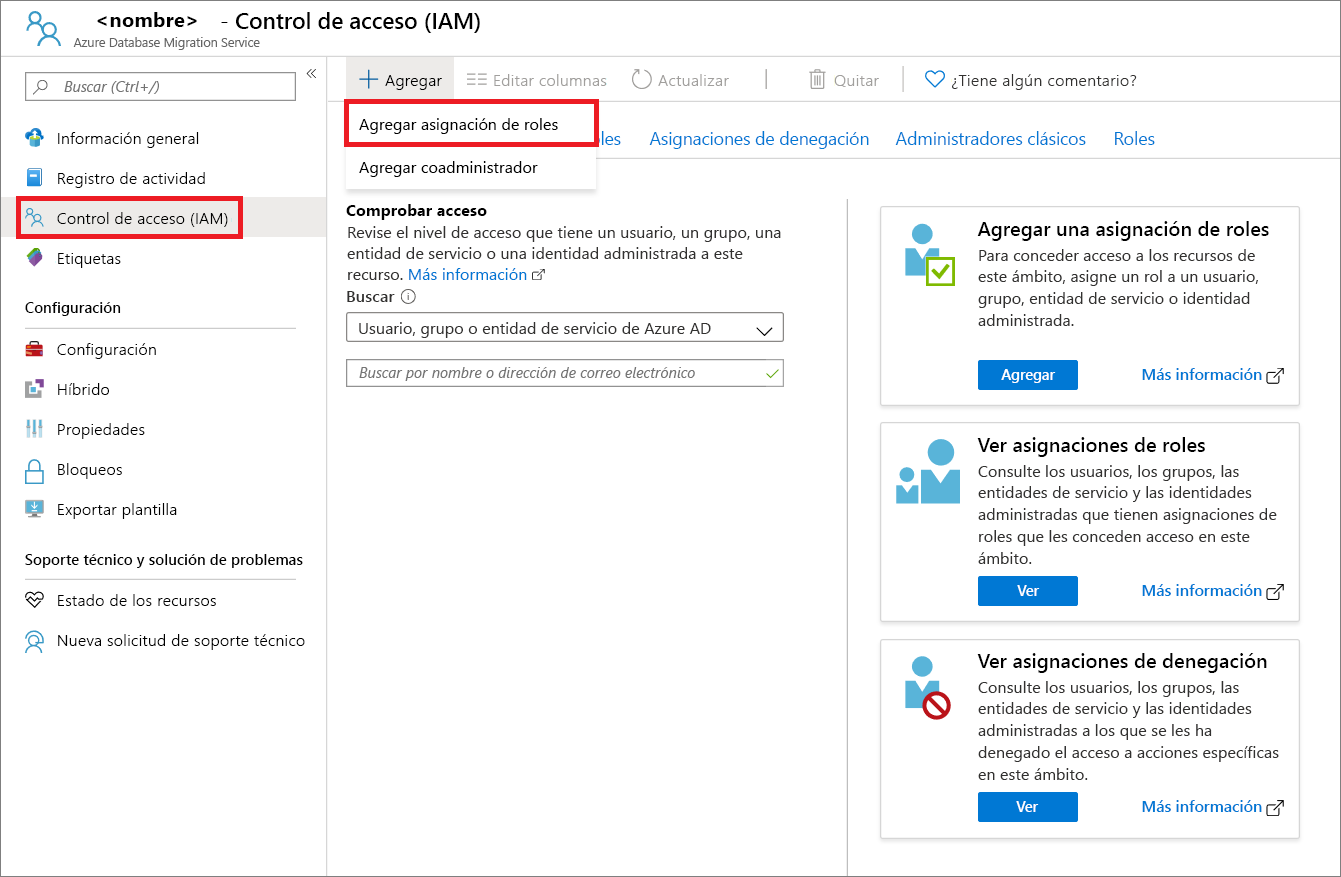 <nombre> - Control de acceso (IAM)
Azure Database Migration Service
Buscar (Ctrl+/)
«
Información general
Registro de actividad
Control de acceso (IAM)
Etiquetas
Configuración
Configuración
Híbrido
Propiedades
Bloqueos
Exportar plantilla
Soporte técnico y solución de problemas
Estado de los recursos
Nueva solicitud de soporte técnico
Agregar
Editar columnas
Actualizar
Quitar
¿Tiene algún comentario?
Agregar asignación de roles
Agregar coadministrador
Asignaciones de denegación
Administradores clásicos
Roles
Comprobar acceso
Revise el nivel de acceso que tiene un usuario, un grupo, una
entidad de servicio o una identidad administrada a este
recurso. Más información
Buscar
Usuario, grupo o entidad de servicio de Azure AD
Buscar por nombre o dirección de correo electrónico
Agregar una asignación de roles
Para conceder acceso a los recursos de
este ámbito, asigne un rol a un usuario,
grupo, entidad de servicio o identidad
administrada.
Agregar
Más información
Ver asignaciones de roles
Consulte los usuarios, los grupos, las
entidades de servicio y las identidades
administradas que tienen asignaciones de
roles que les conceden acceso en este
ámbito.
Ver
Más información
Ver asignaciones de denegación
Consulte los usuarios, los grupos, las
entidades de servicio y las identidades
administradas a los que se les ha
denegado el acceso a acciones específicas
en este ámbito.
Ver
Más información